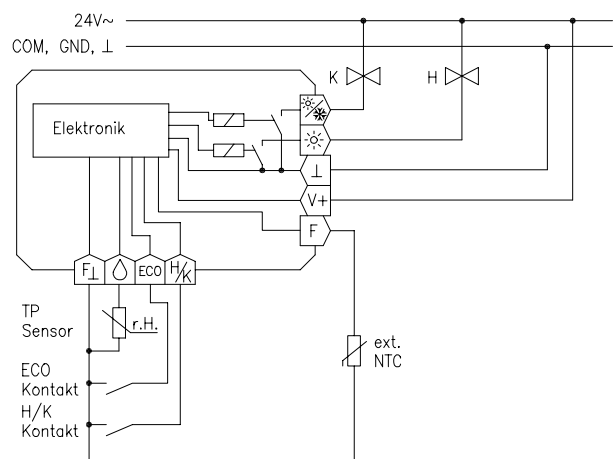 24V~
COM, GND, ⊥
K
H
Elektronik
⊥
V+
F
F⊥
ECO
H/K
TP
Sensor
r.H.
ext.
NTC
ECO
Kontakt
H/K
Kontakt